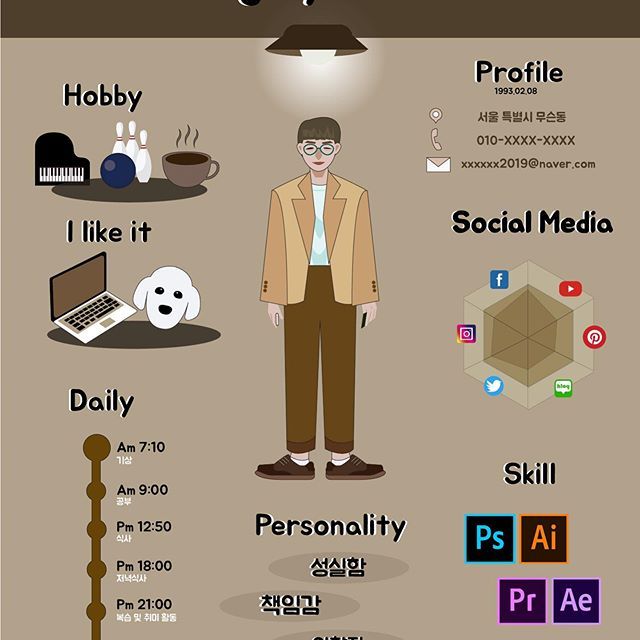 Hobby
I like it
Daily
Am 7:10
기상
Am 9:00
공부
Pm 12:50
식사
Pm 18:00
저녁식사
Pm 21:00
복습 및 취미 활동
Personality
성실함
책임감
Profile
1993.02.08
서울 특별시 무슨동
010-XXXX-XXXX
xxxxxx2019@naver.com
Social Media
blog
Skill
Ps
Ai
Pr
Ae